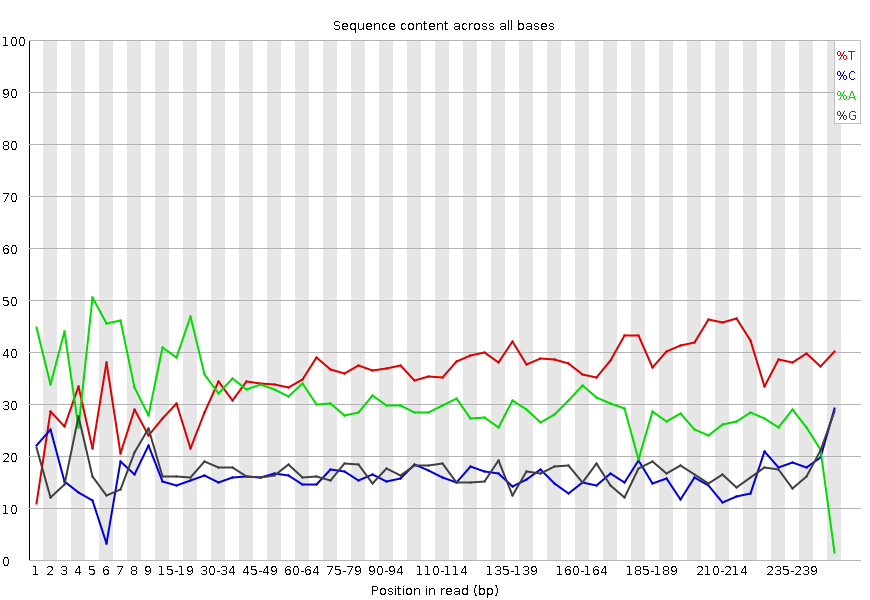 Sequence content across all bases
100
90
80
70
60
50
40
30
20
10
0
%T
%C
%A
%G
1 2 3 4 5 6 7 8 9 15-19 30-34 45-49 60-64 75-79 90-94 110-114 135-139 160-164 185-189 210-214 235-239
Position in read (bp)